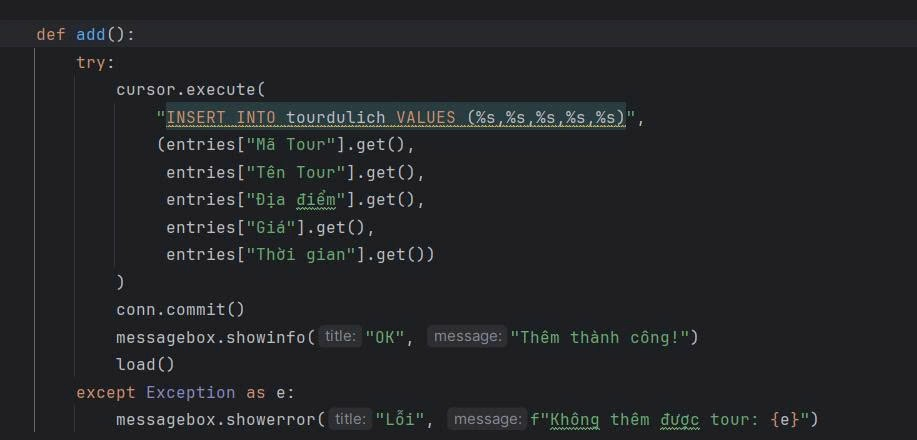 def add():
try:
cursor.execute(
"INSERT INTO tourdulich VALUES (%s,%s,%s,%s,%s)",
(entries["Mã Tour"].get(),
entries["Tên Tour"].get(),
entries["Địa điểm"].get(),
entries["Giá"].get(),
entries["Thời gian"].get())
)
conn.commit()
messagebox.showinfo(title: "OK", message: "Thêm thành công!")
load()
except Exception as e:
messagebox.showerror(title: "Lỗi", message: f"Không thêm được tour: {e}")